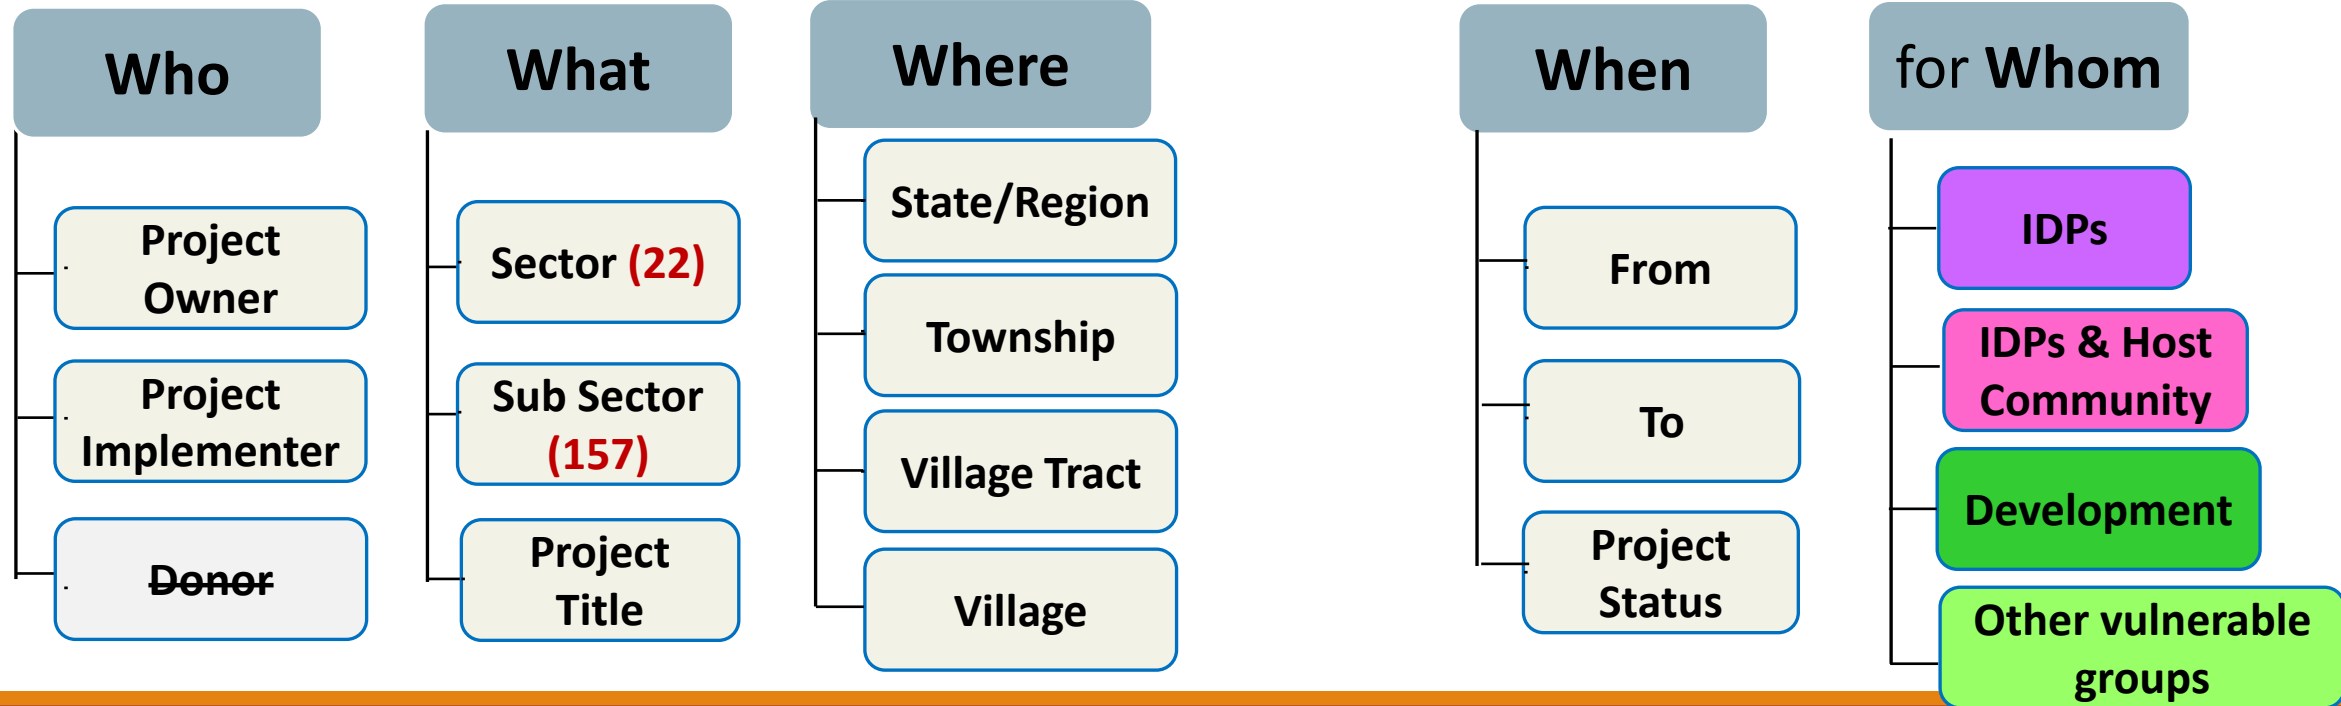 Who
Project
Owner
Project
Implementer
Donor
What
Sector (22)
Sub Sector
(157)
Project
Title
Where
State/Region
Township
Village Tract
Village
When
From
To
Project
Status
for Whom
IDPs
IDPs & Host
Community
Development
Other vulnerable
groups